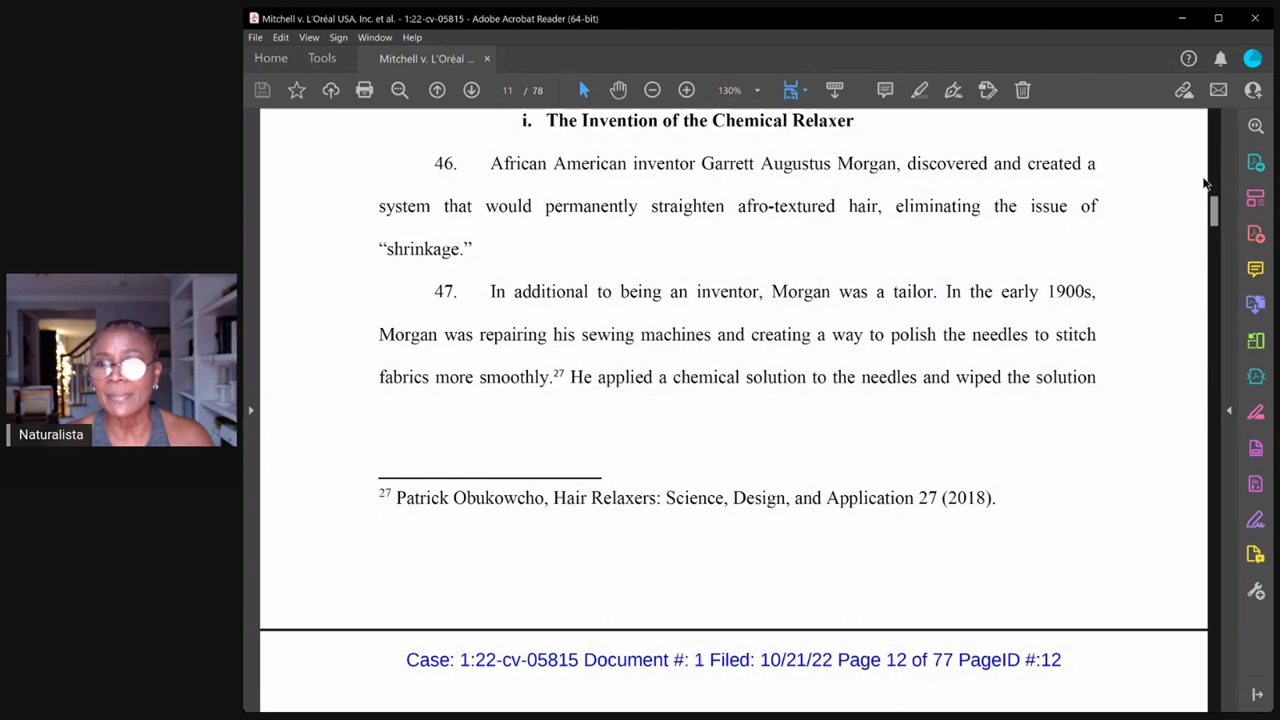 Mitchell v. L'Oréal USA, Inc. et al. - 1:22-cv-05815 - Adobe Acrobat Reader (64-bit)
File Edit View Sign Window Help
Home Tools Mitchell v. L'Oréal ... ×
11 / 78 130%
i. The Invention of the Chemical Relaxer
46. African American inventor Garrett Augustus Morgan, discovered and created a
system that would permanently straighten afro-textured hair, eliminating the issue of
“shrinkage.”
47. In additional to being an inventor, Morgan was a tailor. In the early 1900s,
Morgan was repairing his sewing machines and creating a way to polish the needles to stitch
fabrics more smoothly.27 He applied a chemical solution to the needles and wiped the solution
27 Patrick Obukowcho, Hair Relaxers: Science, Design, and Application 27 (2018).
Case: 1:22-cv-05815 Document #: 1 Filed: 10/21/22 Page 12 of 77 PageID #:12
Naturalista